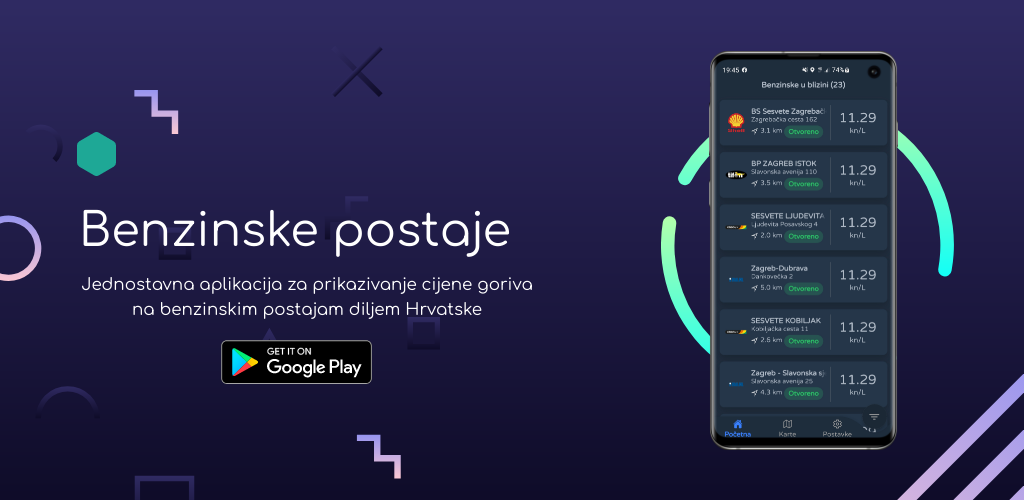 Benzinske postaje
Jednostavna aplikacija za prikazivanje cijene goriva
na benzinskim postajam diljem Hrvatske
GET IT ON
Google Play
19:45
74%
Benzinske u blizini (23)
BS Sesvete Zagrebač
Zagrebačka cesta 162
3.1 km Otvoreno
11.29
kn/L
BP ZAGREB ISTOK
Slavonska avenija 110
3.5 km Otvoreno
11.29
kn/L
SESVETE LJUDEVITA
Ljudevita Posavskog 4
2.0 km Otvoreno
11.29
kn/L
Zagreb-Dubrava
Dankovečka 2
5.0 km Otvoreno
11.29
kn/L
SESVETE KOBILJAK
Kobiljačka cesta 11
2.6 km Otvoreno
11.29
kn/L
Zagreb - Slavonska
Slavonska avenija 25
4.3 km Otvoreno
11.29
kn/L
Početna
Karte
Postavke